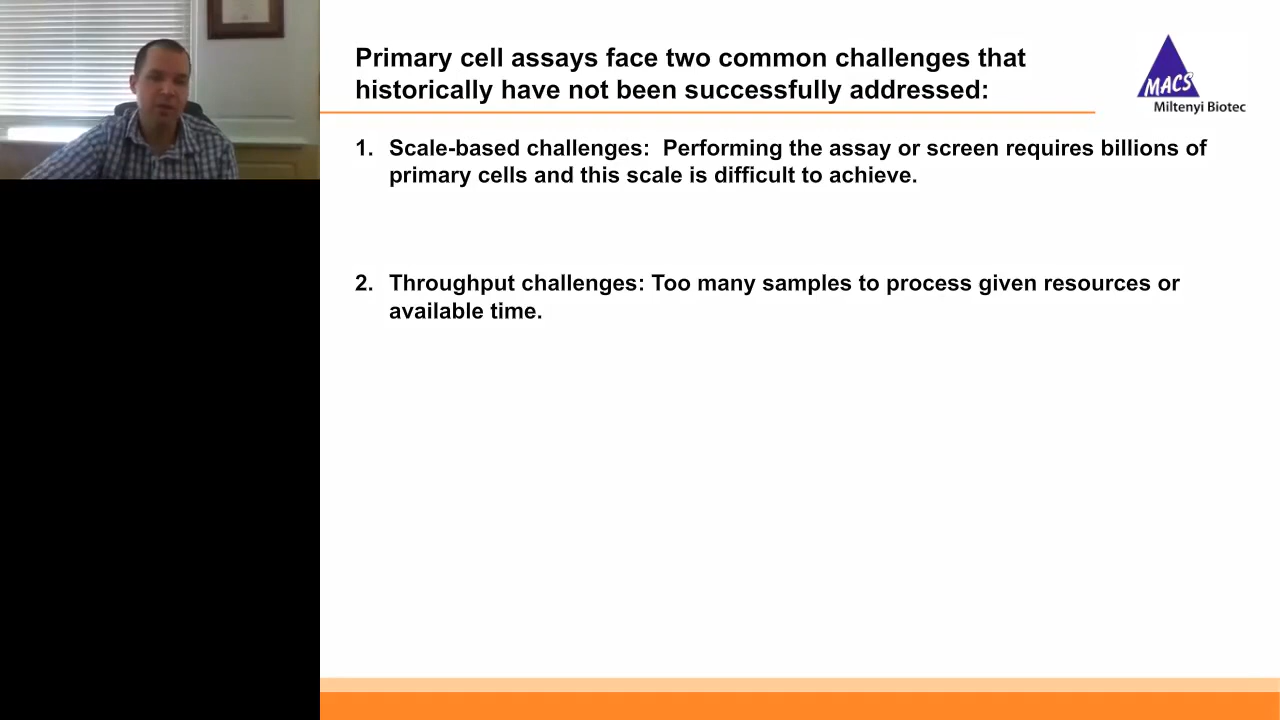 Primary cell assays face two common challenges that
historically have not been successfully addressed:
MACS
Miltenyi Biotec
1. Scale-based challenges:  Performing the assay or screen requires billions of
primary cells and this scale is difficult to achieve.
2. Throughput challenges: Too many samples to process given resources or
available time.